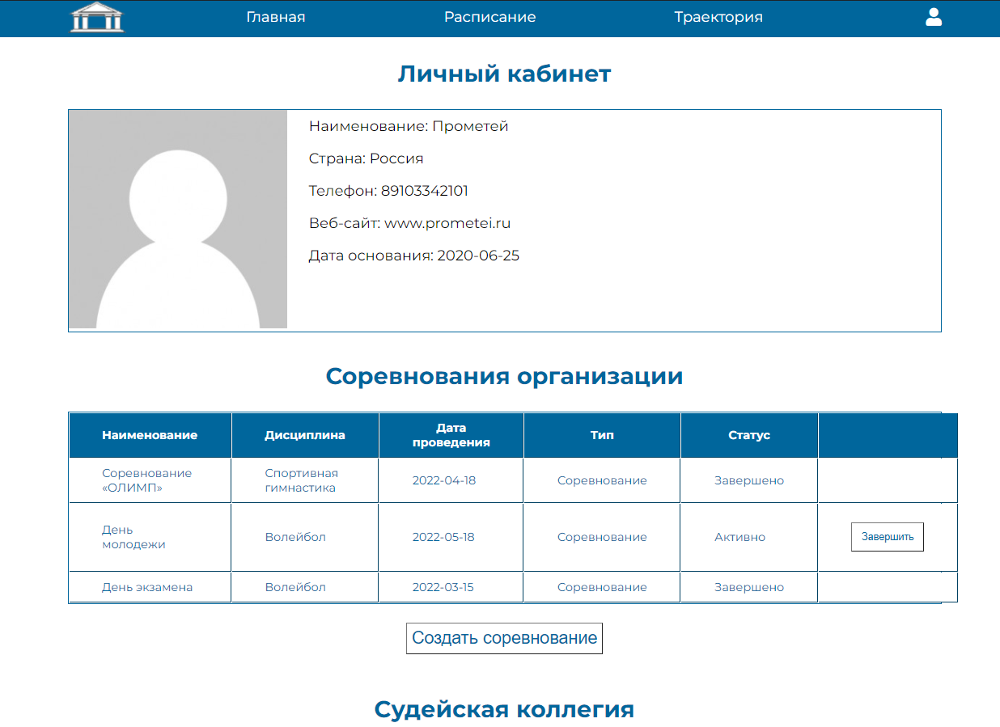 Главная Расписание Траектория
Личный кабинет
Наименование: Прометей
Страна: Россия
Телефон: 89103342101
Веб-сайт: www.prometei.ru
Дата основания: 2020-06-25
Соревнования организации
Наименование Дисциплина Дата проведения Тип Статус
Соревнование «ОЛИМП» Спортивная гимнастика 2022-04-18 Соревнование Завершено
День молодежи Волейбол 2022-05-18 Соревнование Активно Завершить
День экзамена Волейбол 2022-03-15 Соревнование Завершено
Создать соревнование
Судейская коллегия